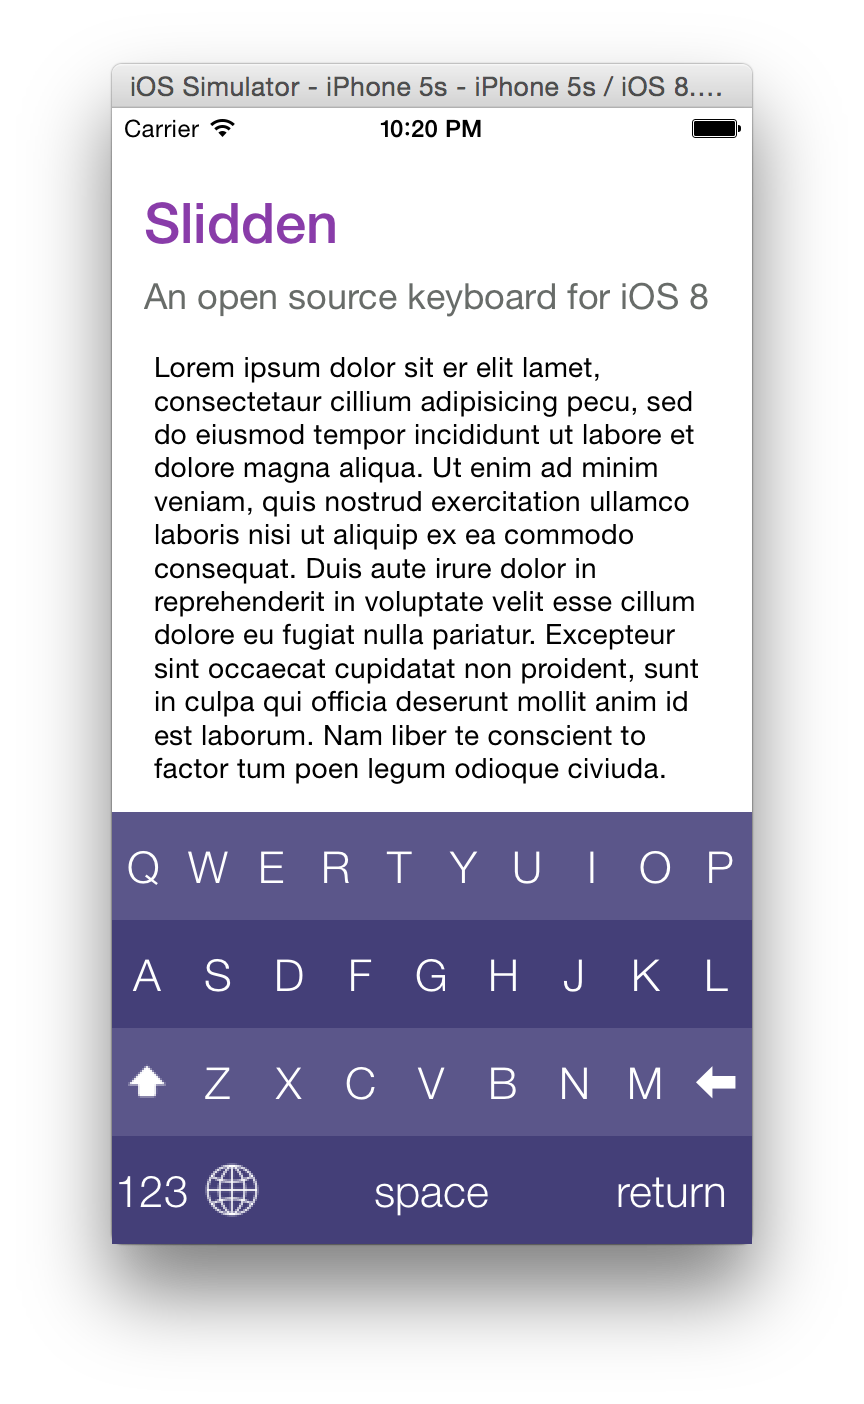 iOS Simulator - iPhone 5s - iPhone 5s / iOS 8....
Carrier 10:20 PM
Slidden
An open source keyboard for iOS 8
Lorem ipsum dolor sit er elit lamet,
consectetaur cillium adipisicing pecu, sed
do eiusmod tempor incididunt ut labore et
dolore magna aliqua. Ut enim ad minim
veniam, quis nostrud exercitation ullamco
laboris nisi ut aliquip ex ea commodo
consequat. Duis aute irure dolor in
reprehenderit in voluptate velit esse cillum
dolore eu fugiat nulla pariatur. Excepteur
sint occaecat cupidatat non proident, sunt
in culpa qui officia deserunt mollit anim id
est laborum. Nam liber te conscient to
factor tum poen legum odioque civiuda.
Q W E R T Y U I O P
A S D F G H J K L
Z X C V B N M
123 space return